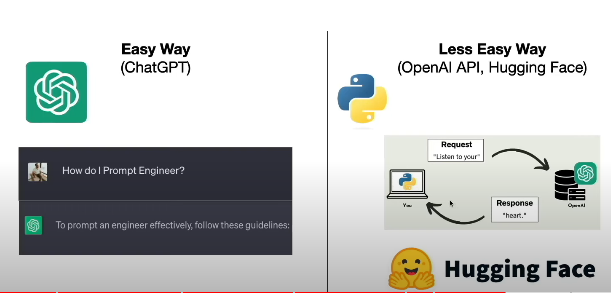 Easy Way
(ChatGPT)
How do I Prompt Engineer?
To prompt an engineer effectively, follow these guidelines:
Less Easy Way
(OpenAI API, Hugging Face)
Request
"Listen to your"
You
OpenAI
Response
"heart."
Hugging Face